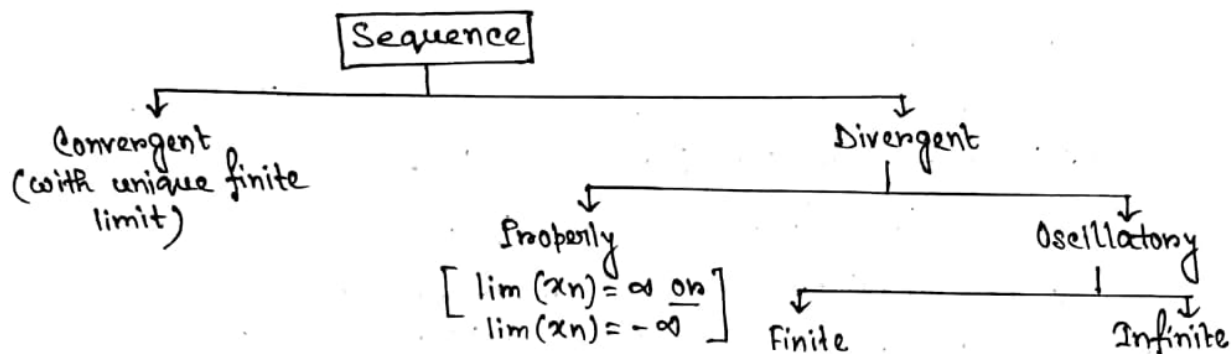 Sequence
Convergent
(with unique finite
limit)
Divergent
Properly
[ lim (xn) = ∞ or
lim(xn) = - ∞ ]
Oscillatory
Finite
Infinite